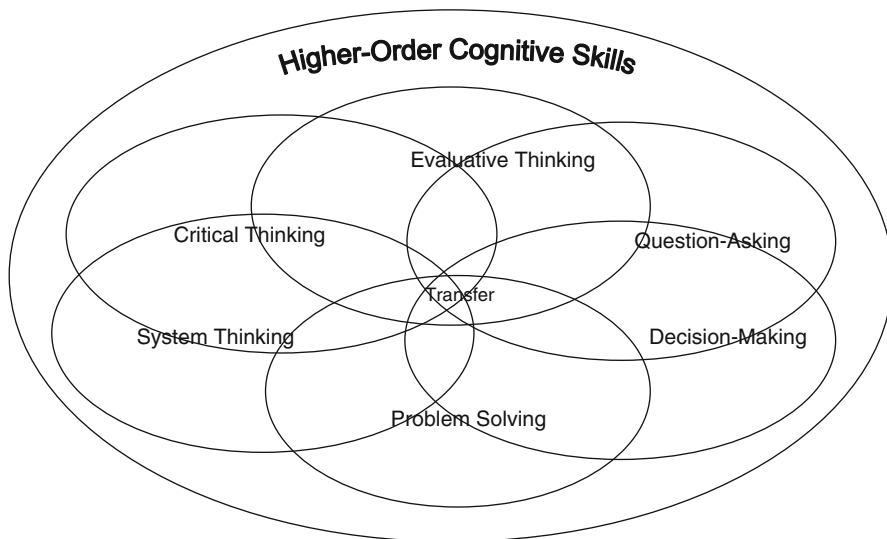 Higher-Order Cognitive Skills
Evaluative Thinking
Critical Thinking
Question-Asking
Transfer
System Thinking
Decision-Making
Problem Solving